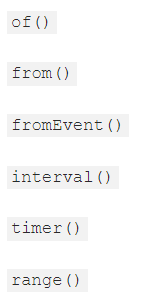 of()
from()
fromEvent()
interval()
timer()
range()